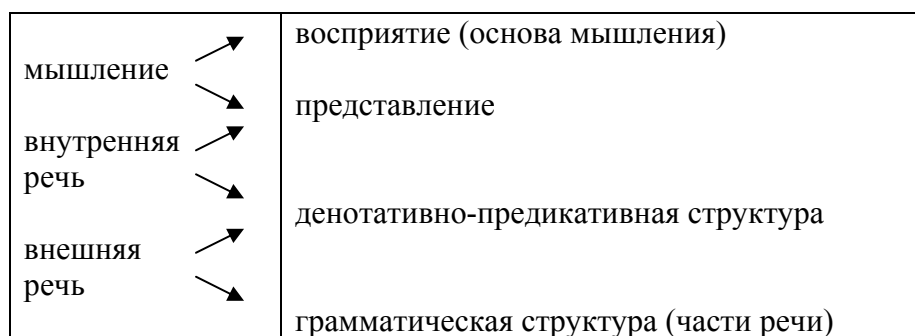 мышление
внутренняя
речь
внешняя
речь
восприятие (основа мышления)
представление
денотативно-предикативная структура
грамматическая структура (части речи)